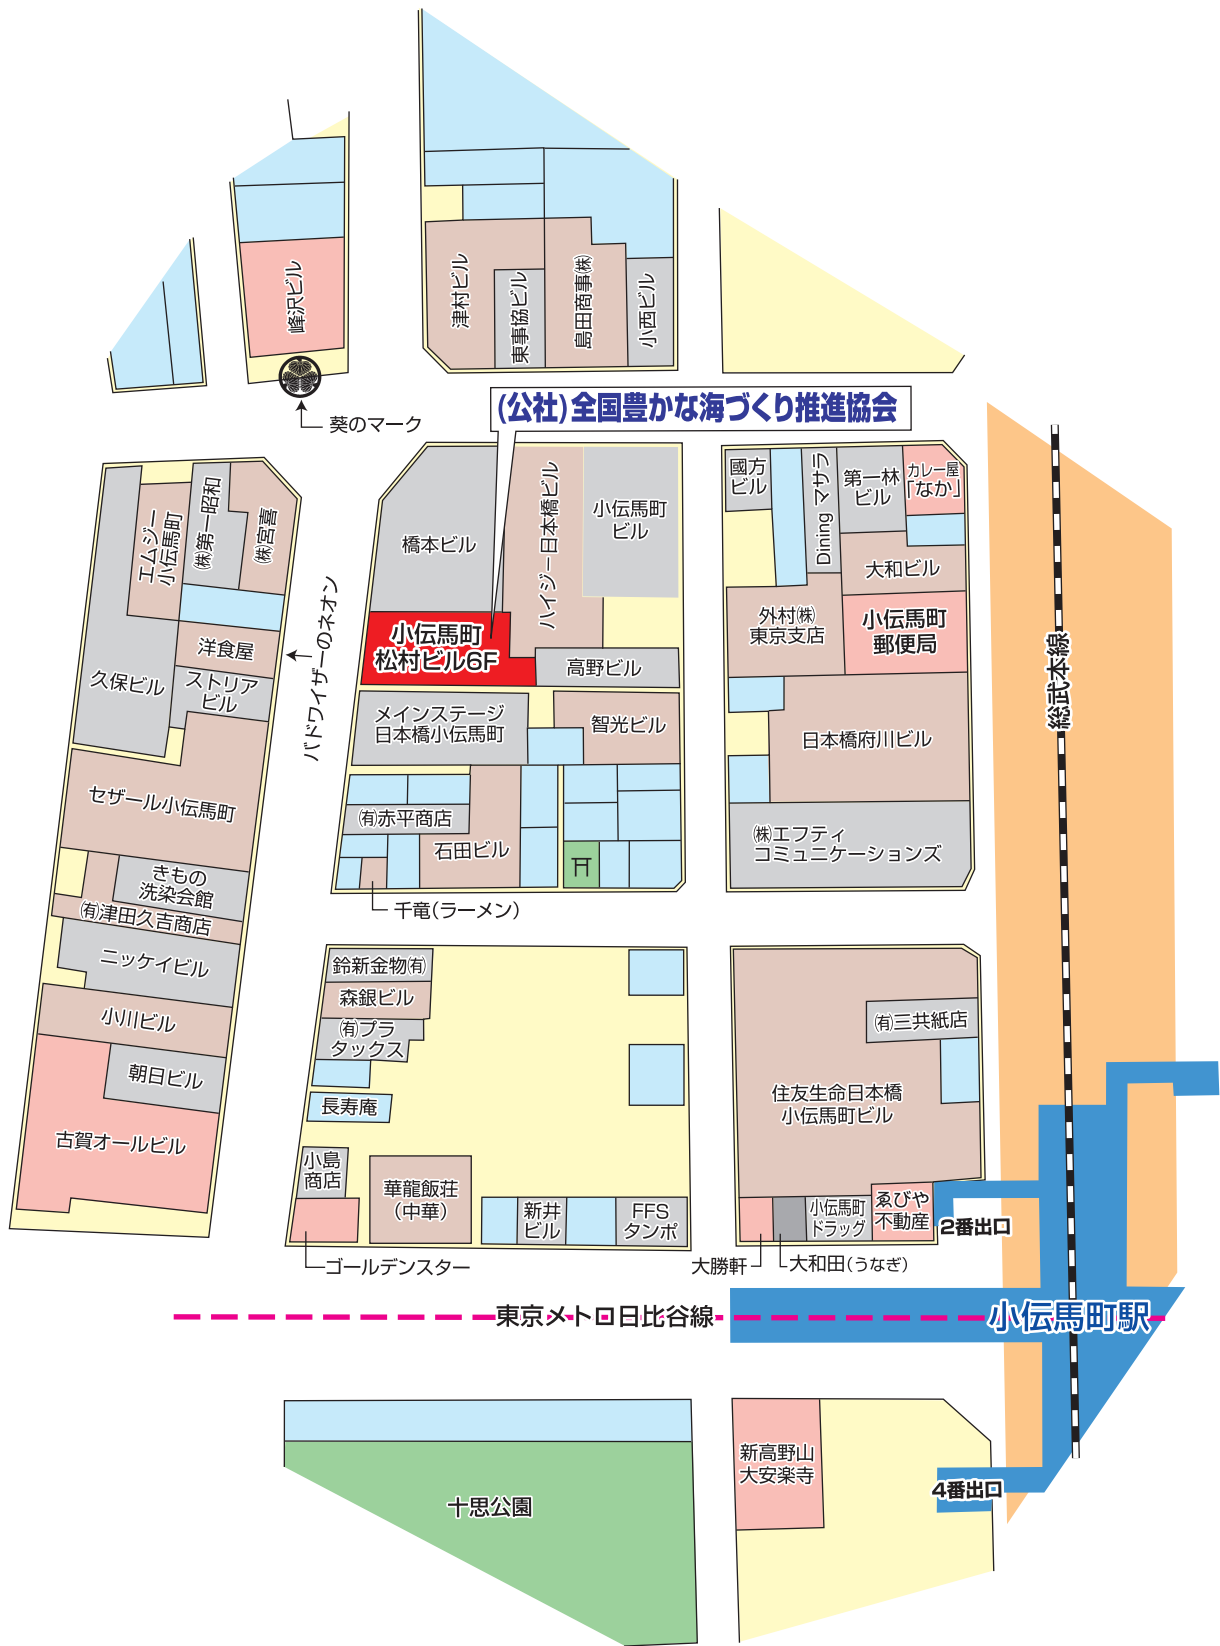 峰沢ビル
津村ビル
東事協ビル
島田商事㈱
小西ビル
葵のマーク
(公社)全国豊かな海づくり推進協会
エムジー
小伝馬町
㈱第一昭和
㈱宮喜
洋食屋
久保ビル
ストリア
ビル
バドワイザーのネオン
セザール小伝馬町
きもの
洗染会館
㈲津田久吉商店
ニッケイビル
小川ビル
朝日ビル
古賀オールビル
橋本ビル
ハイジー日本橋ビル
小伝馬町
ビル
小伝馬町
松村ビル6F
高野ビル
メインステージ
日本橋小伝馬町
智光ビル
㈲赤平商店
石田ビル
千竜(ラーメン)
國方
ビル
Dining マサラ
第一林
ビル
カレー屋
「なか」
大和ビル
外村㈱
東京支店
小伝馬町
郵便局
日本橋府川ビル
㈱エフティ
コミュニケーションズ
総武本線
鈴新金物㈲
森銀ビル
㈲プラ
タックス
長寿庵
小島
商店
華龍飯荘
(中華)
新井
ビル
FFS
タンポ
ゴールデンスター
㈲三共紙店
住友生命日本橋
小伝馬町ビル
小伝馬町
ドラッグ
ゑびや
不動産
2番出口
大勝軒
大和田(うなぎ)
東京メトロ日比谷線
小伝馬町駅
十思公園
新高野山
大安楽寺
4番出口